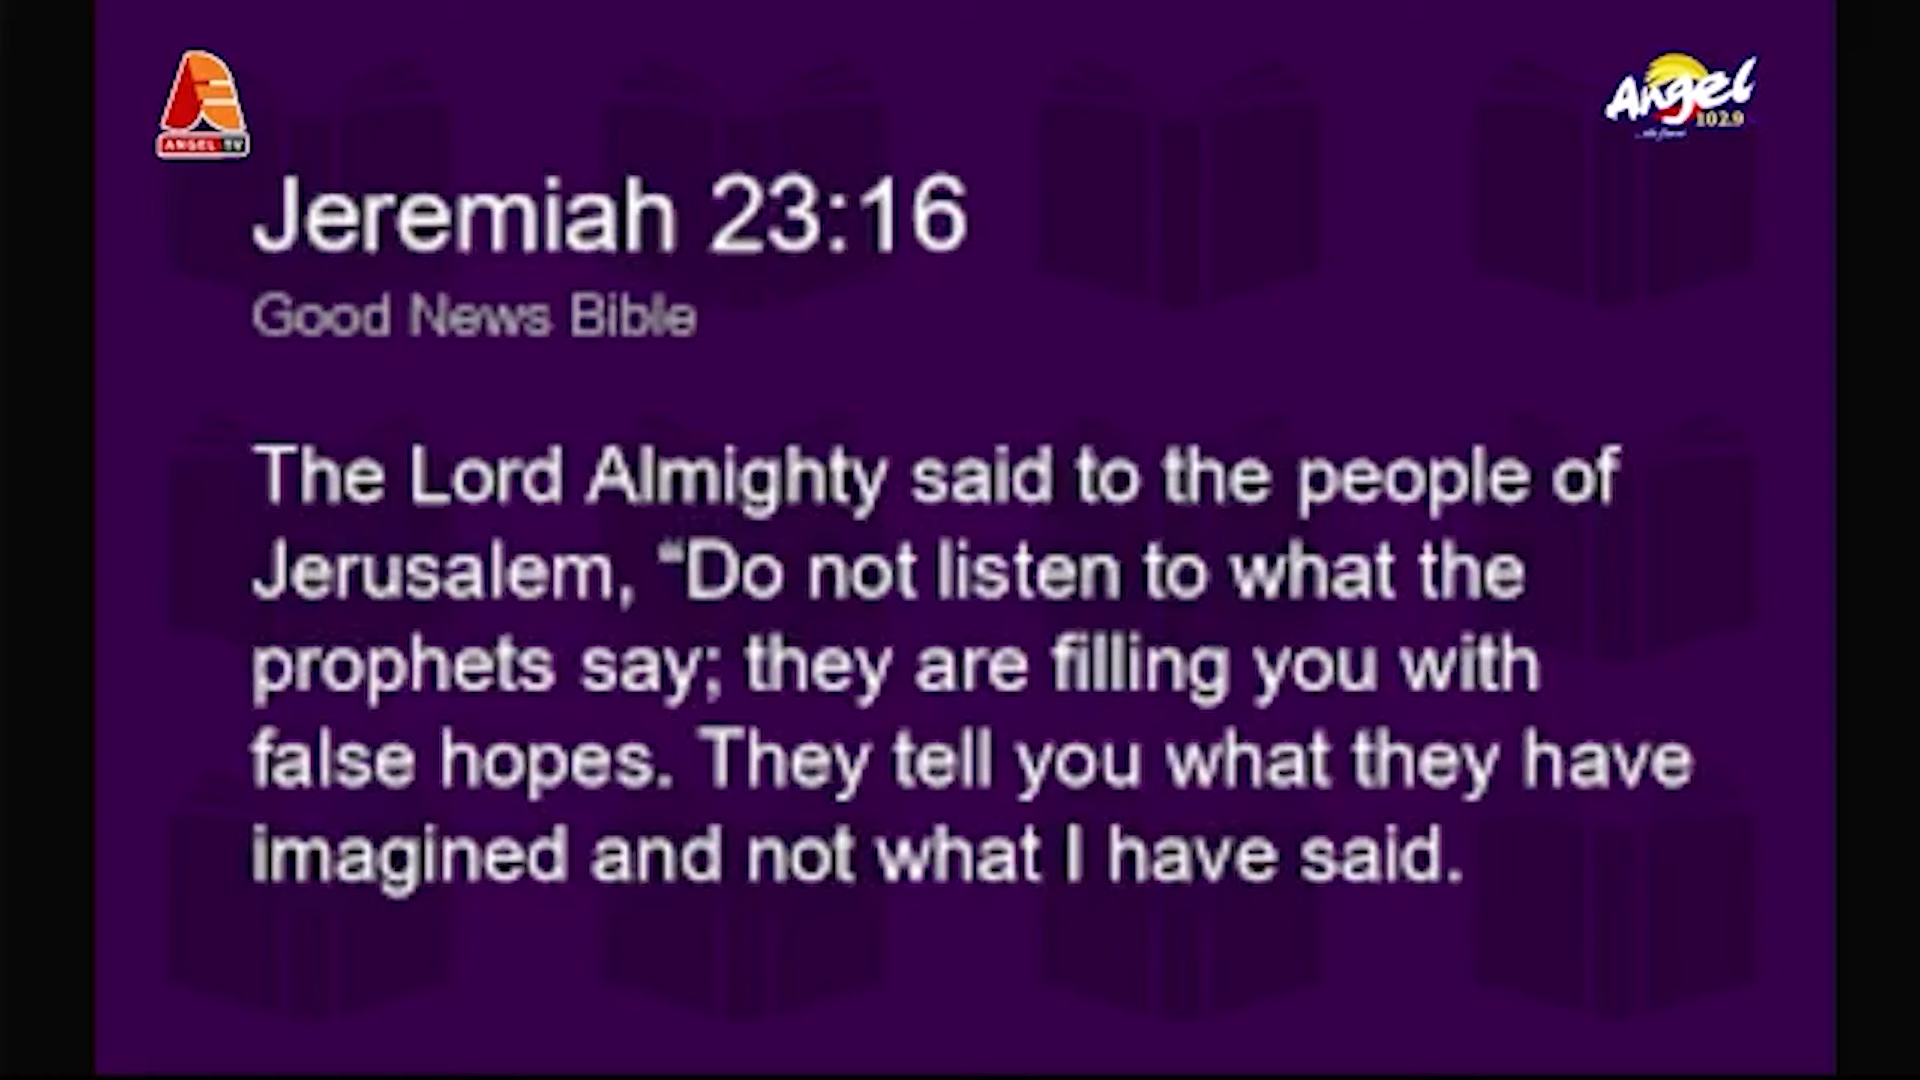 ANGEL TV
Angel
102.9
Jeremiah 23:16
Good News Bible
The Lord Almighty said to the people of
Jerusalem, “Do not listen to what the
prophets say; they are filling you with
false hopes. They tell you what they have
imagined and not what I have said.